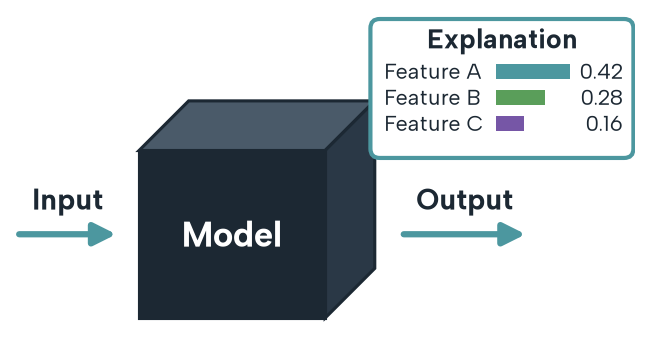 Explanation
Feature A 0.42
Feature B 0.28
Feature C 0.16
Input
Model
Output